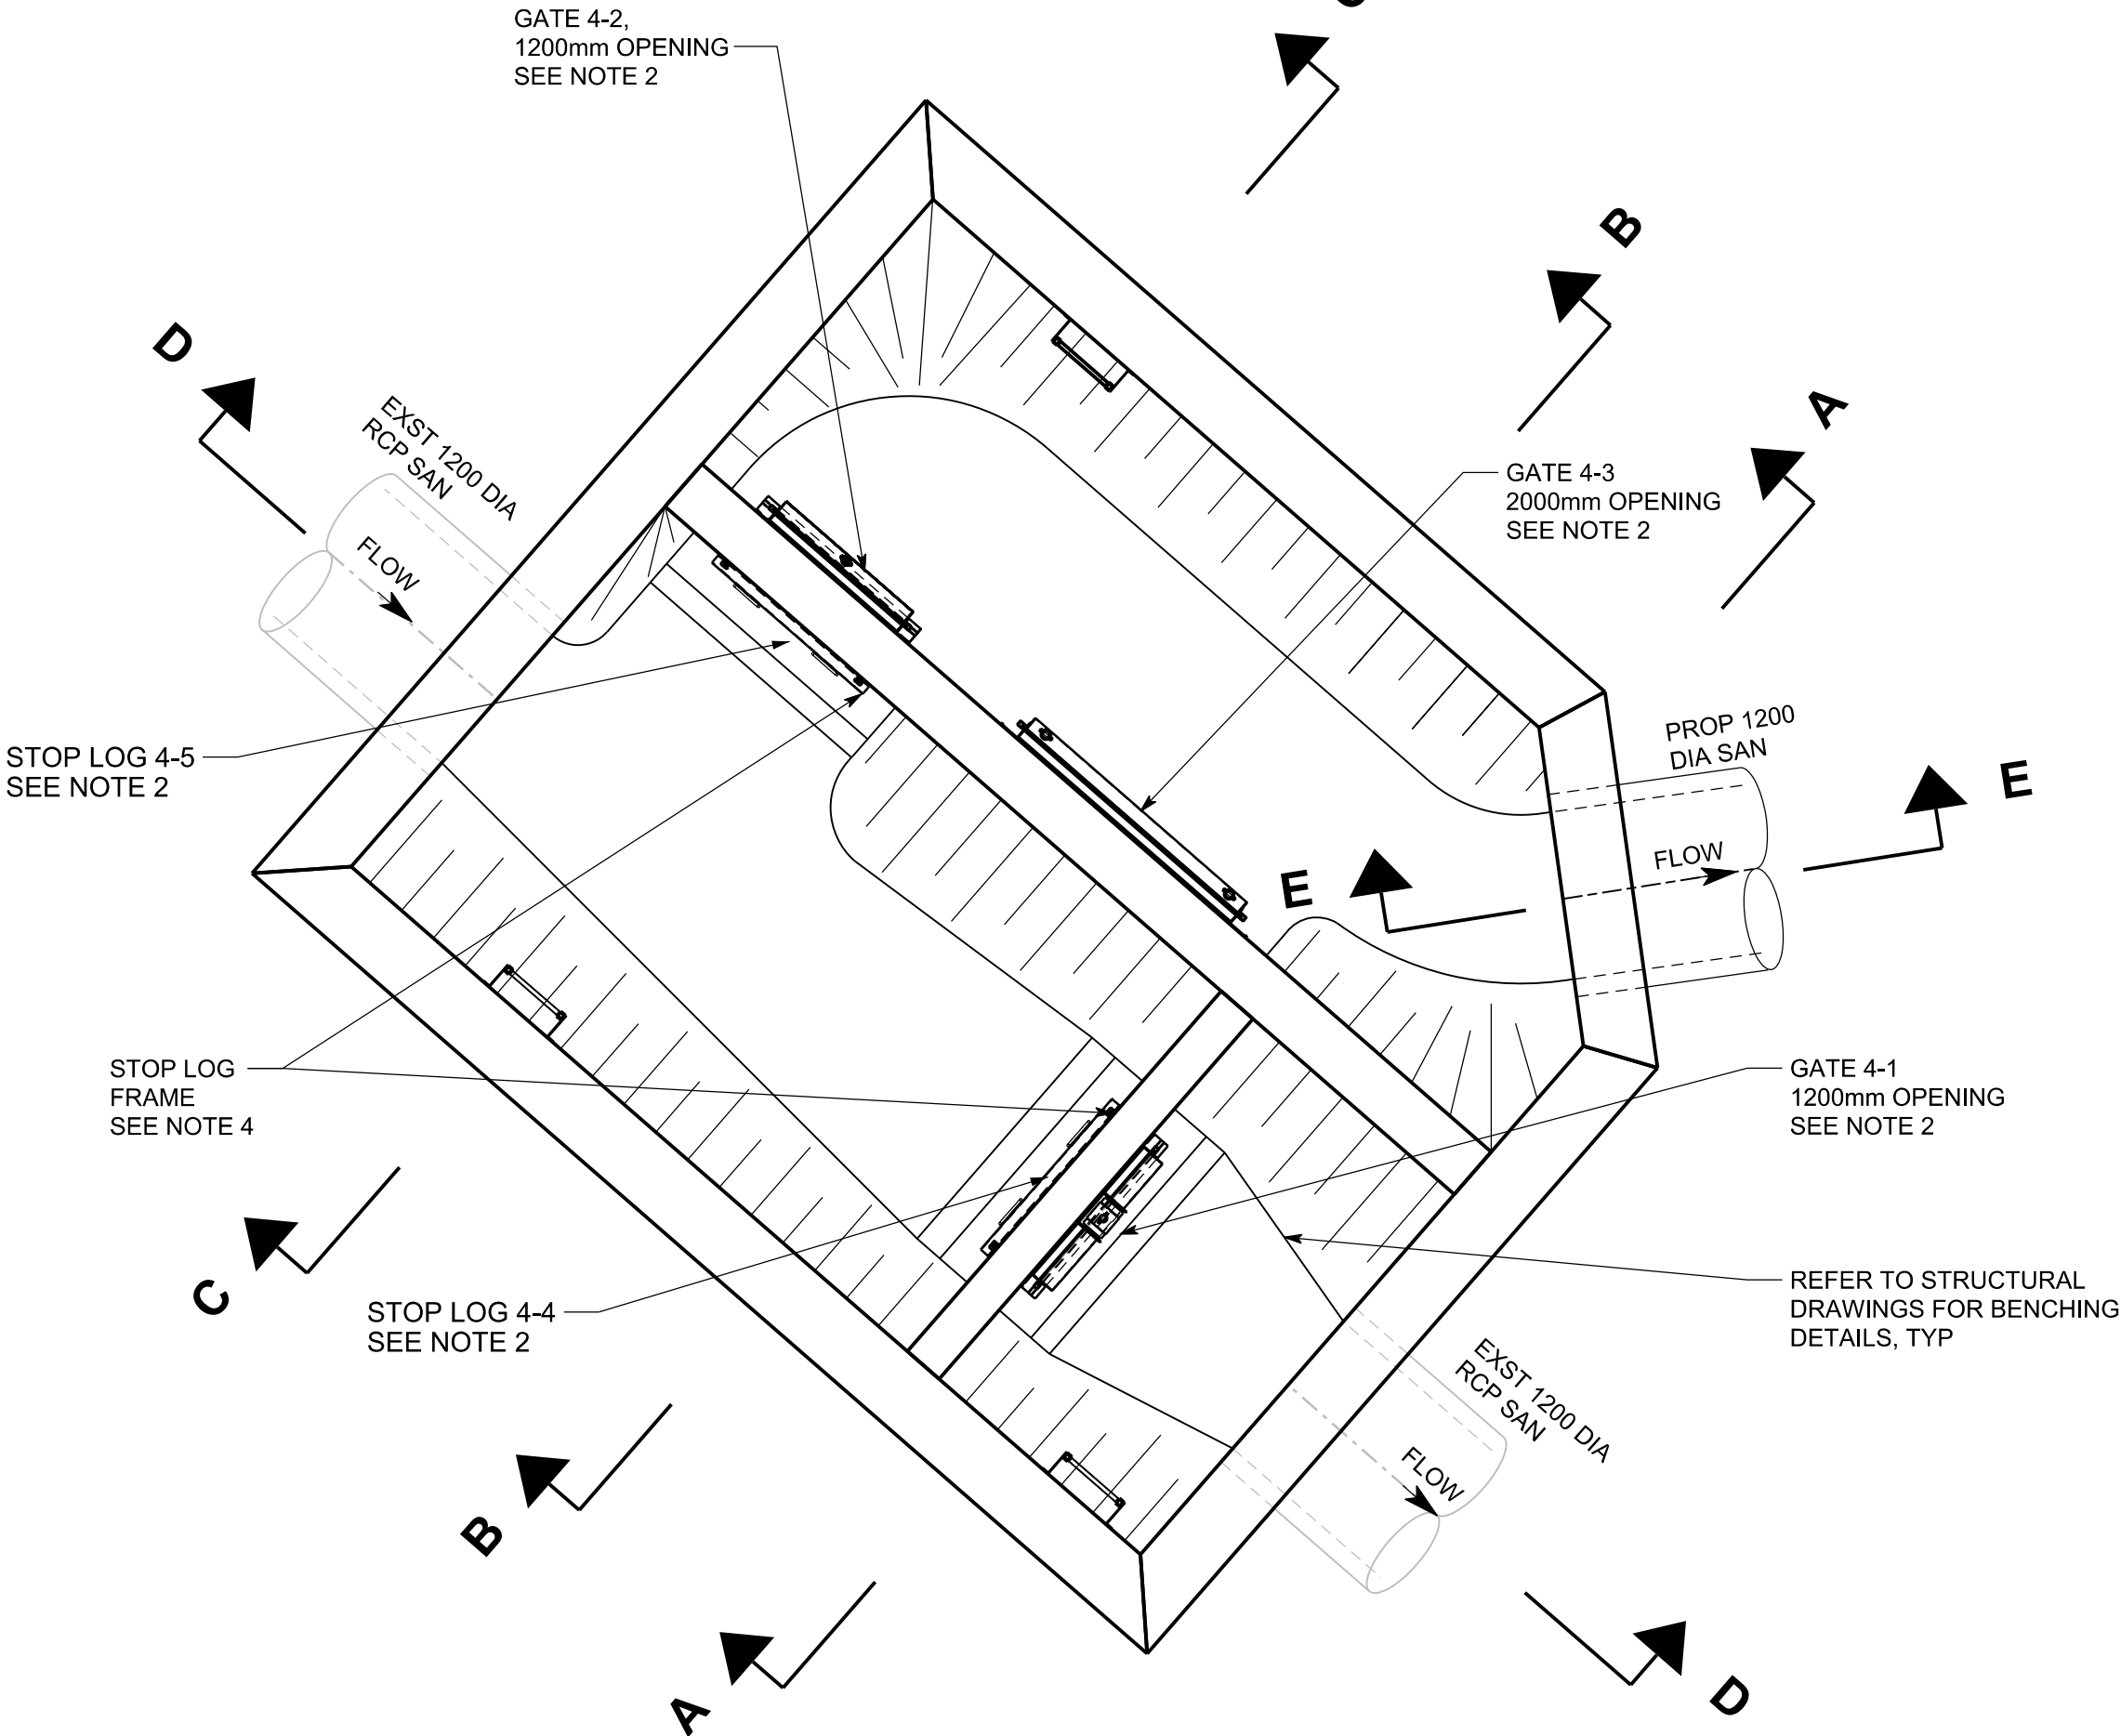 GATE 4-2,
1200mm OPENING
SEE NOTE 2
B
A
D
EXST 1200 DIA
RCP SAN
FLOW
GATE 4-3
2000mm OPENING
SEE NOTE 2
PROP 1200
DIA SAN
FLOW
E
E
STOP LOG 4-5
SEE NOTE 2
STOP LOG
FRAME
SEE NOTE 4
GATE 4-1
1200mm OPENING
SEE NOTE 2
C
STOP LOG 4-4
SEE NOTE 2
REFER TO STRUCTURAL
DRAWINGS FOR BENCHING
DETAILS, TYP
EXST 1200 DIA
RCP SAN
FLOW
B
A
D